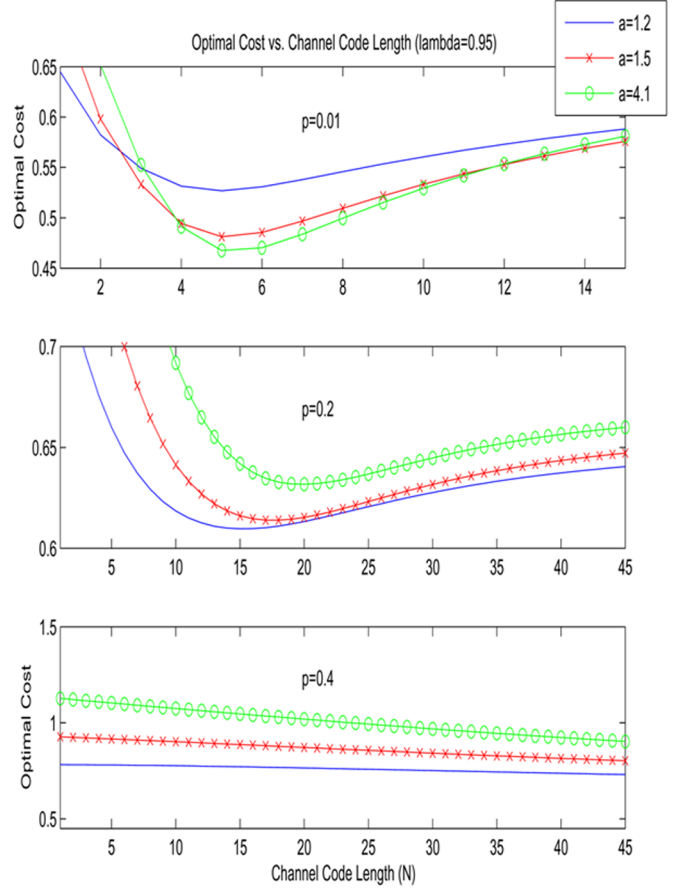 Optimal Cost vs. Channel Code Length (lambda=0.95)
a=1.2
a=1.5
a=4.1
Optimal Cost
0.65
0.6
0.55
0.5
0.45
p=0.01
2 4 6 8 10 12 14
0.7
0.65
0.6
p=0.2
5 10 15 20 25 30 35 40 45
Optimal Cost
1.5
1
0.5
p=0.4
5 10 15 20 25 30 35 40 45
Channel Code Length (N)